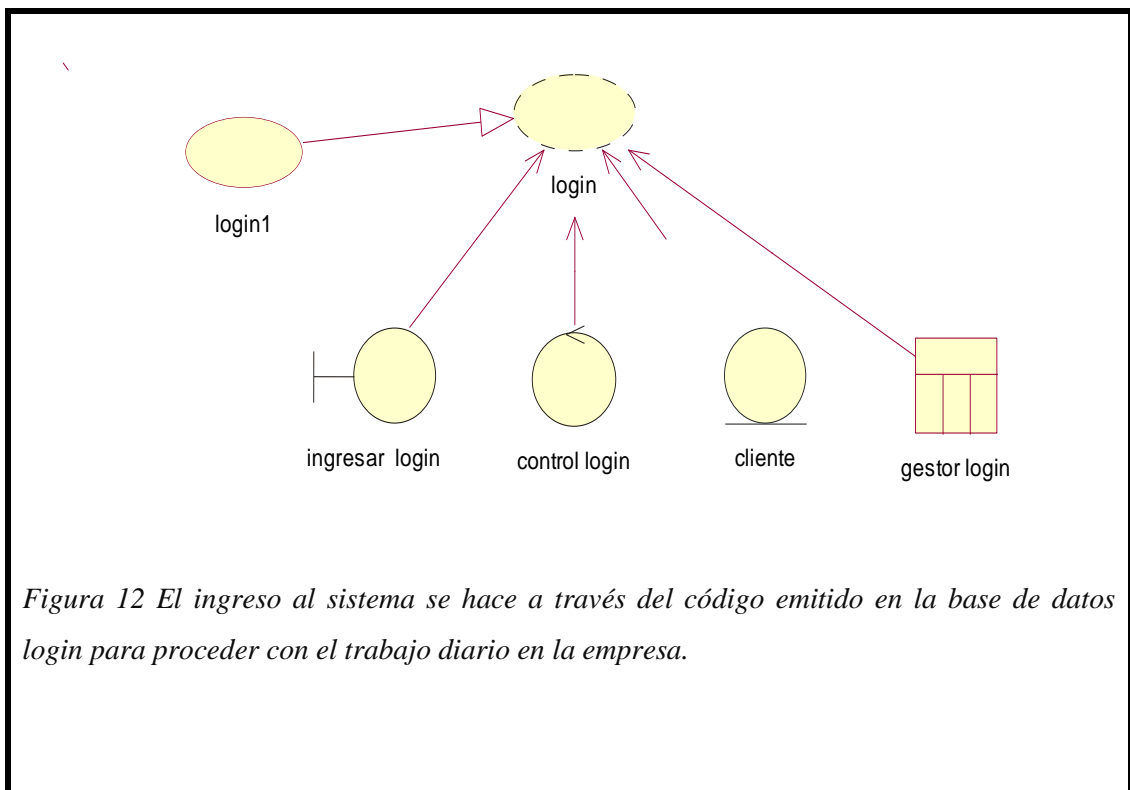 login
login1
ingresar login
control login
cliente
gestor login
Figura 12 El ingreso al sistema se hace a través del código emitido en la base de datos
login para proceder con el trabajo diario en la empresa.